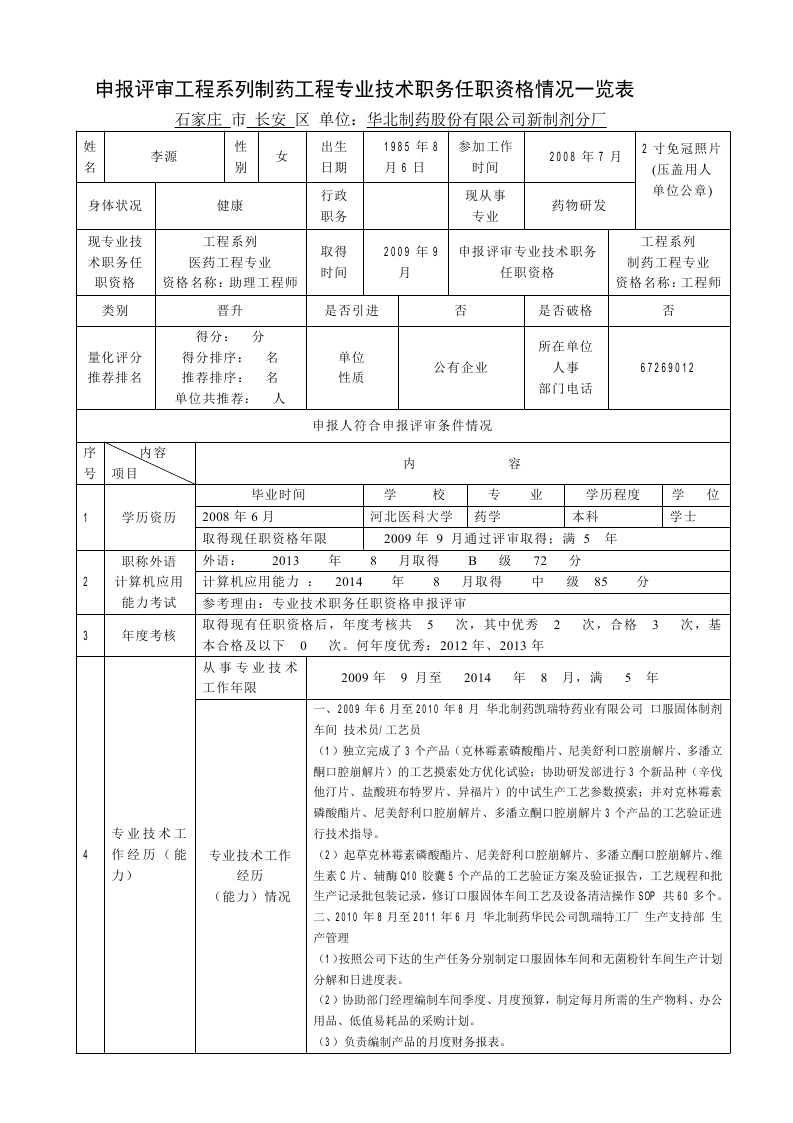 申报评审工程系列制药工程专业技术职务任职资格情况一览表
石家庄 市 长安 区 单位：华北制药股份有限公司新制剂分厂
姓名 李源 性别 女 出生日期 1985 年 8 月 6 日 参加工作时间 2008 年 7 月 2 寸免冠照片(压盖用人单位公章)
身体状况 健康 行政职务 现从事专业 药物研发
现专业技术职务任职资格 工程系列 医药工程专业 资格名称：助理工程师 取得时间 2009 年 9 月 申报评审专业技术职务任职资格 工程系列 制药工程专业 资格名称：工程师
类别 晋升 是否引进 否 是否破格 否
量化评分推荐排名 得分： 分 得分排序： 名 推荐排序： 名 单位共推荐： 人 单位性质 公有企业 所在单位人事部门电话 67269012
申报人符合申报评审条件情况
序号 内容 项目 内 容
1 学历资历 毕业时间 学 校 专 业 学历程度 学 位
2008 年 6 月 河北医科大学 药学 本科 学士
取得现任职资格年限 2009 年 9 月通过评审取得；满 5 年
2 职称外语计算机应用能力考试 外语： 2013 年 8 月取得 B 级 72 分
计算机应用能力 ： 2014 年 8 月取得 中 级 85 分
参考理由：专业技术职务任职资格申报评审
3 年度考核 取得现有任职资格后，年度考核共 5 次，其中优秀 2 次，合格 3 次，基
本合格及以下 0 次。何年度优秀：2012 年、2013 年
4 专业技术工作经历（能力） 从事专业技术工作年限 2009 年 9 月至 2014 年 8 月，满 5 年
专业技术工作经历（能力）情况
一、2009 年 6 月至 2010 年 8 月 华北制药凯瑞特药业有限公司 口服固体制剂
车间 技术员/工艺员
（1）独立完成了 3 个产品（克林霉素磷酸酯片、尼美舒利口腔崩解片、多潘立
酮口腔崩解片）的工艺摸索处方优化试验；协助研发部进行 3 个新品种（辛伐
他汀片、盐酸班布特罗片、异福片）的中试生产工艺参数摸索；并对克林霉素
磷酸酯片、尼美舒利口腔崩解片、多潘立酮口腔崩解片 3 个产品的工艺验证进
行技术指导。
（2）起草克林霉素磷酸酯片、尼美舒利口腔崩解片、多潘立酮口腔崩解片、维
生素 C 片、辅酶 Q10 胶囊 5 个产品的工艺验证方案及验证报告，工艺规程和批
生产记录批包装记录，修订口服固体车间工艺及设备清洁操作 SOP 共 60 多个。
二、2010 年 8 月至 2011 年 6 月 华北制药华民公司凯瑞特工厂 生产支持部 生
产管理
（1）按照公司下达的生产任务分别制定口服固体车间和无菌粉针车间生产计划
分解和日进度表。
（2）协助部门经理编制车间季度、月度预算，制定每月所需的生产物料、办公
用品、低值易耗品的采购计划。
（3）负责编制产品的月度财务报表。